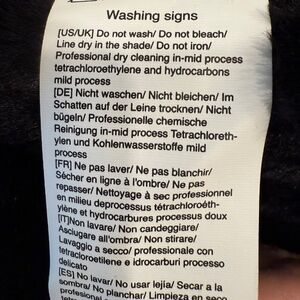 Washing signs
[US/UK] Do not wash/ Do not bleach/
Line dry in the shade/ Do not iron/
Professional dry cleaning in-mid process
tetrachloroethylene and hydrocarbons
mild process
[DE] Nicht waschen/ Nicht bleichen/ Im
Schatten auf der Leine trocknen/ Nicht
bügeln/ Professionelle chemische
Reinigung in-mid process Tetrachloreth-
ylen und Kohlenwasserstoffe mild
process
[FR] Ne pas laver/ Ne pas blanchir/
Sécher en ligne à l'ombre/ Ne pas
repasser/ Nettoyage à sec professionnel
en milieu deprocessus tétrachloroéth-
ylène et hydrocarbures processus doux
[IT]Non lavare/ Non candeggiare/
Asciugare all'ombra/ Non stirare/
Lavaggio a secco/ professionale con
tetracloroetilene e idrocarburi processo
delicato
[ES] No lavar/ No usar lejía/ Secar a la
sombra/ No planchar/ Limpieza en seco